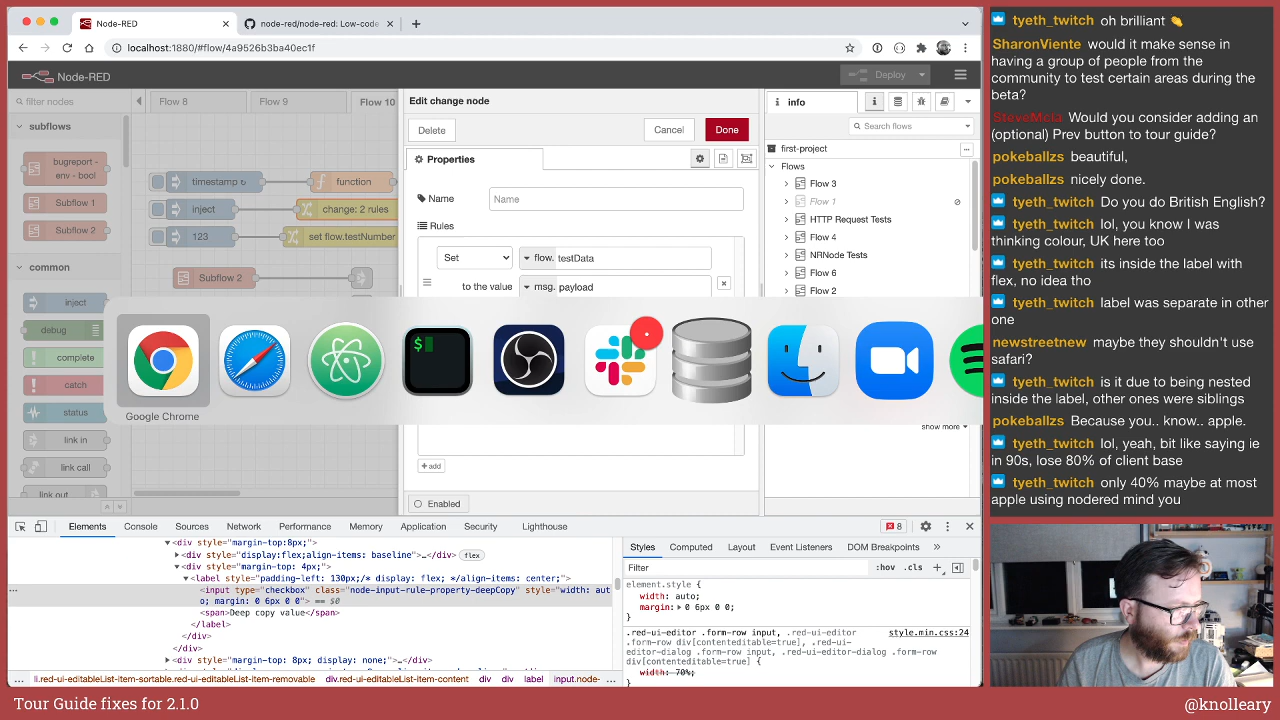 Node-RED
node-red/node-red: Low-code
localhost:1880/#flow/4a9526b3ba40ec1f
Node-RED
Deploy
filter nodes
Flow 8
Flow 9
Flow 10
Edit change node
info
Delete
Cancel
Done
Search flows
subflows
bugreport -
env - bool
Subflow 1
Subflow 2
common
inject
debug
complete
catch
status
link in
link call
link out
timestamp ↻
function
inject
change: 2 rules
123
set flow.testNumber
Subflow 2
Properties
Name
Name
Rules
Set
flow. testData
to the value
msg. payload
+add
Enabled
first-project
Flows
Flow 3
Flow 1
HTTP Request Tests
Flow 4
NRNode Tests
Flow 6
Flow 2
show more
Google Chrome
$
Elements
Console
Sources
Network
Performance
Memory
Application
Security
Lighthouse
8
<div style="margin-top:8px;">
<div style="display:flex;align-items: baseline">…</div> flex
<div style="margin-top: 4px;">
<label style="padding-left: 130px;/* display: flex; */align-items: center;">
<input type="checkbox" class="node-input-rule-property-deepCopy" style="width: aut
o; margin: 0 6px 0 0"> == $0
<span>Deep copy value</span>
</label>
</div>
</div>
<div style="margin-top: 8px; display: none;">…</div>
li.red-ui-editableList-item-sortable.red-ui-editableList-item-removable
div.red-ui-editableList-item-content
div
div
label
input.node-
Styles
Computed
Layout
Event Listeners
DOM Breakpoints
Filter
:hov
.cls
element.style {
width: auto;
margin: 0 6px 0 0;
}
.red-ui-editor .form-row input, .red-ui-editor
style.min.css:24
.form-row div[contenteditable=true], .red-ui-
editor-dialog .form-row input, .red-ui-editor-dialog .form-row
div[contenteditable=true] {
width: 70%;
tyeth_twitch oh brilliant 👏
SharonViente would it make sense in
having a group of people from the
community to test certain areas during the
beta?
SteveMcla Would you consider adding an
(optional) Prev button to tour guide?
pokeballzs beautiful,
pokeballzs nicely done.
tyeth_twitch Do you do British English?
tyeth_twitch lol, you know I was
thinking colour, UK here too
tyeth_twitch its inside the label with
flex, no idea tho
tyeth_twitch label was separate in other
one
newstreetnew maybe they shouldn't use
safari?
tyeth_twitch is it due to being nested
inside the label, other ones were siblings
pokeballzs Because you.. know.. apple.
tyeth_twitch lol, yeah, bit like saying ie
in 90s, lose 80% of client base
tyeth_twitch only 40% maybe at most
apple using nodered mind you
Tour Guide fixes for 2.1.0
@knolleary